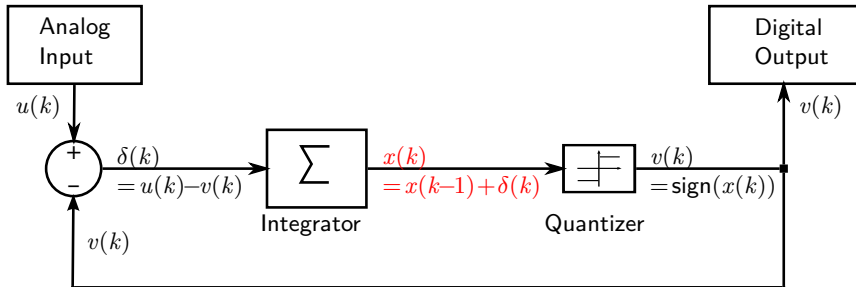 Analog
Input
Digital
Output
u(k)
v(k)
+
−
δ(k)
=u(k)−v(k)
Σ
Integrator
x(k)
=x(k−1)+δ(k)
Quantizer
v(k)
=sign(x(k))
v(k)